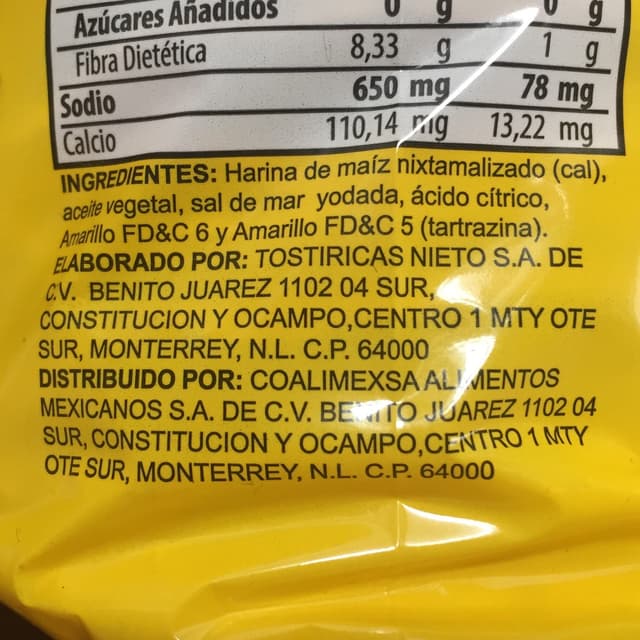 Azúcares Añadidos 0 g 0 g
Fibra Dietética 8,33 g 1 g
Sodio 650 mg 78 mg
Calcio 110,14 mg 13,22 mg
INGREDIENTES: Harina de maíz nixtamalizado (cal),
aceite vegetal, sal de mar yodada, ácido cítrico,
Amarillo FD&C 6 y Amarillo FD&C 5 (tartrazina).
ELABORADO POR: TOSTIRICAS NIETO S.A. DE
C.V. BENITO JUAREZ 1102 04 SUR,
CONSTITUCION Y OCAMPO,CENTRO 1 MTY OTE
SUR, MONTERREY, N.L. C.P. 64000
DISTRIBUIDO POR: COALIMEXSA ALIMENTOS
MEXICANOS S.A. DE C.V. BENITO JUAREZ 1102 04
SUR, CONSTITUCION Y OCAMPO,CENTRO 1 MTY
OTE SUR, MONTERREY, N.L. C.P. 64000